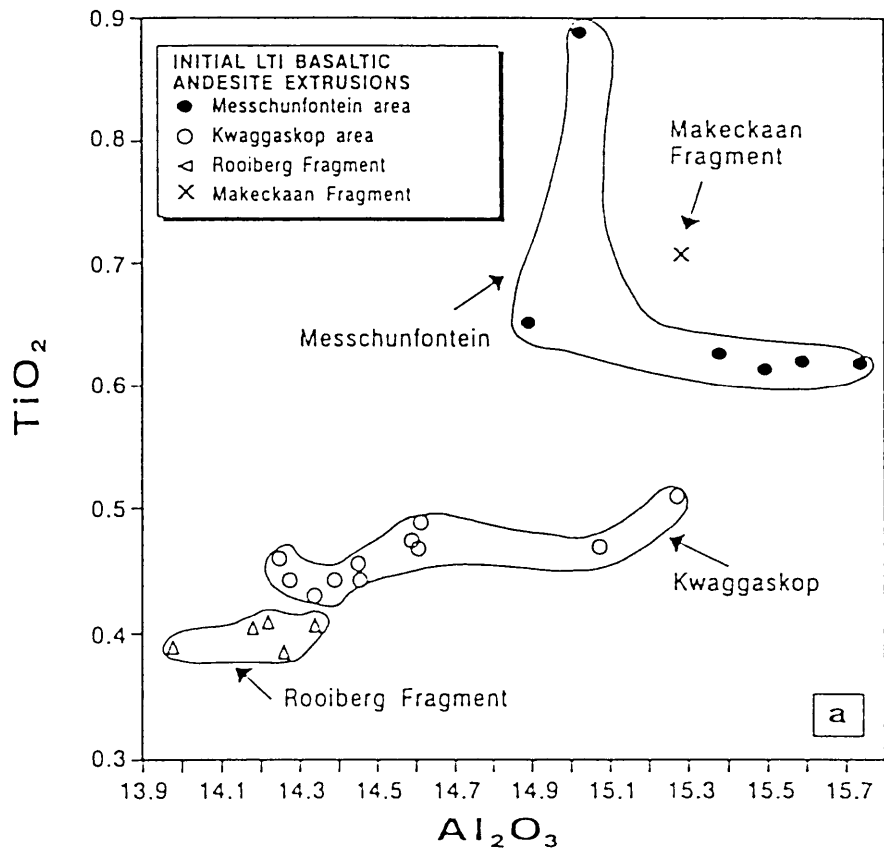 0.9
INITIAL LTI BASALTIC
ANDESITE EXTRUSIONS
Messchunfontein area
Kwaggaskop area
Rooiberg Fragment
Makeckaan Fragment
Makeckaan
Fragment
0.8
0.7
Messchunfontein
0.6
TiO₂
0.5
Kwaggaskop
0.4
Rooiberg Fragment
a
0.3
13.9 14.1 14.3 14.5 14.7 14.9 15.1 15.3 15.5 15.7
Al₂O₃